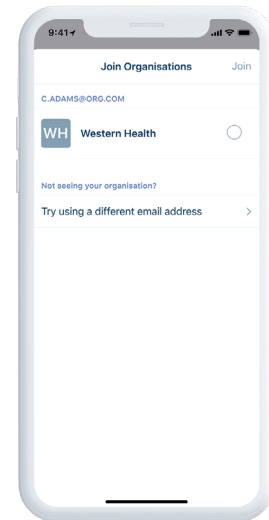 9:41
Join Organisations
Join
C.ADAMS@ORG.COM
WH
Western Health
Not seeing your organisation?
Try using a different email address